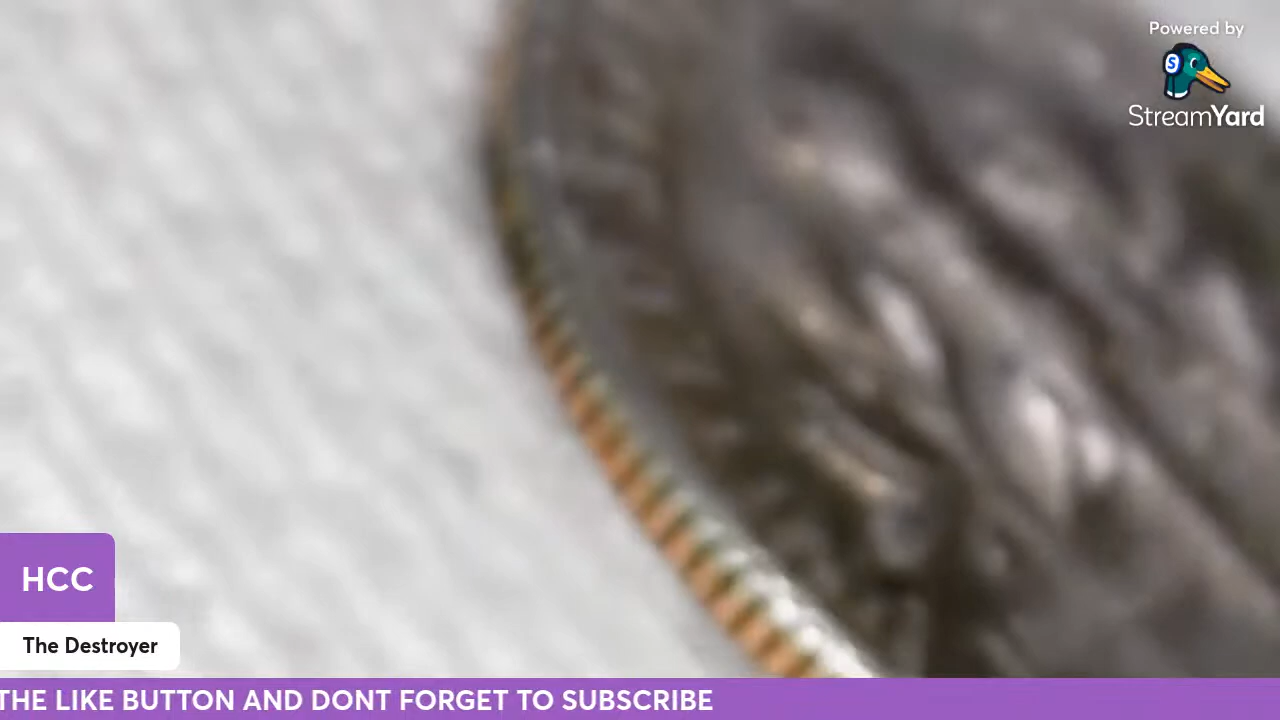 Powered by
StreamYard
HCC
The Destroyer
THE LIKE BUTTON AND DONT FORGET TO SUBSCRIBE